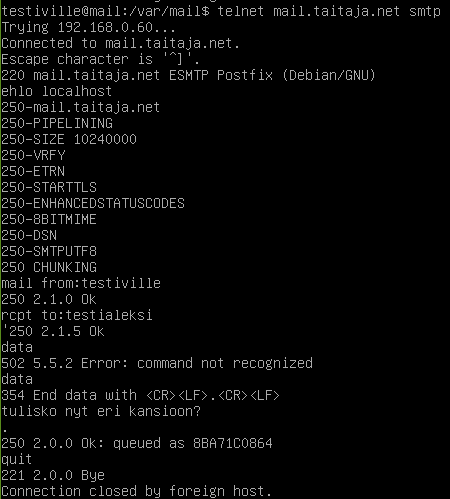 testiville@mail:/var/mail$ telnet mail.taitaja.net smtp
Trying 192.168.0.60...
Connected to mail.taitaja.net.
Escape character is '^]'.
220 mail.taitaja.net ESMTP Postfix (Debian/GNU)
ehlo localhost
250-mail.taitaja.net
250-PIPELINING
250-SIZE 10240000
250-VRFY
250-ETRN
250-STARTTLS
250-ENHANCEDSTATUSCODES
250-8BITMIME
250-DSN
250-SMTPUTF8
250 CHUNKING
mail from:testiville
250 2.1.0 Ok
rcpt to:testialeksi
'250 2.1.5 Ok
data
502 5.5.2 Error: command not recognized
data
354 End data with <CR><LF>.<CR><LF>
tulisko nyt eri kansioon?
.
250 2.0.0 Ok: queued as 8BA71C0864
quit
221 2.0.0 Bye
Connection closed by foreign host.